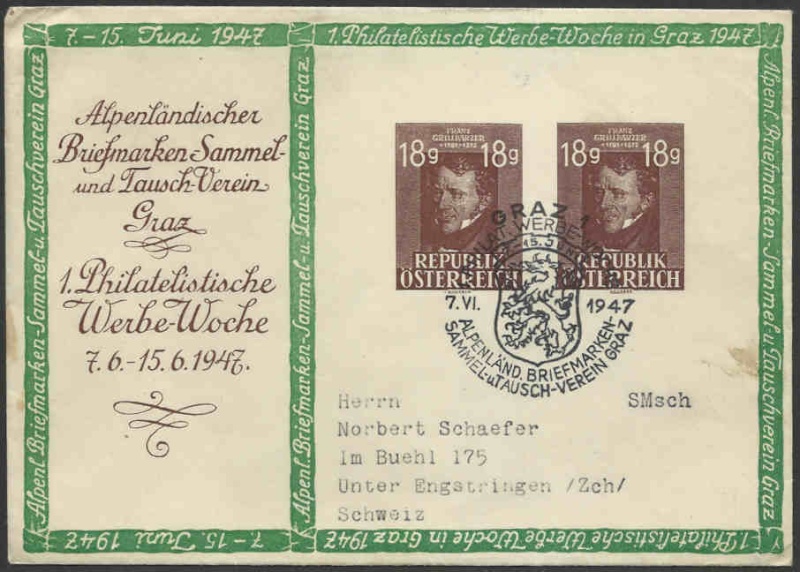 7.-15. Juni 1947
1. Philatelistische Werbe-Woche in Graz 1947
Alpenl. Briefmarken-Sammel-u. Tauschverein Graz
Alpenl. Briefmarken-Sammel-u. Tauschverein Graz
Alpenl. Briefmarken-Sammel-u. Tauschverein Graz
7.-15. Juni 1947
1. Philatelistische Werbe-Woche in Graz 1947
Alpenländischer
Briefmarken-Sammel-
und Tausch-Verein
Graz
1. Philatelistische
Werbe-Woche
7.6.-15.6.1947.
FRANZ
GRILLPARZER
1791-1872
18g 18g
REPUBLIK
ÖSTERREICH
FRANZ
GRILLPARZER
1791-1872
18g 18g
REPUBLIK
ÖSTERREICH
GRAZ 1
7. VI. 1947
ALPENLÄND. BRIEFMARKEN-
SAMMEL-u TAUSCH-VEREIN GRAZ
Herrn SMsch
Norbert Schaefer
Im Buehl 175
Unter Engstringen /Zch/
Schweiz